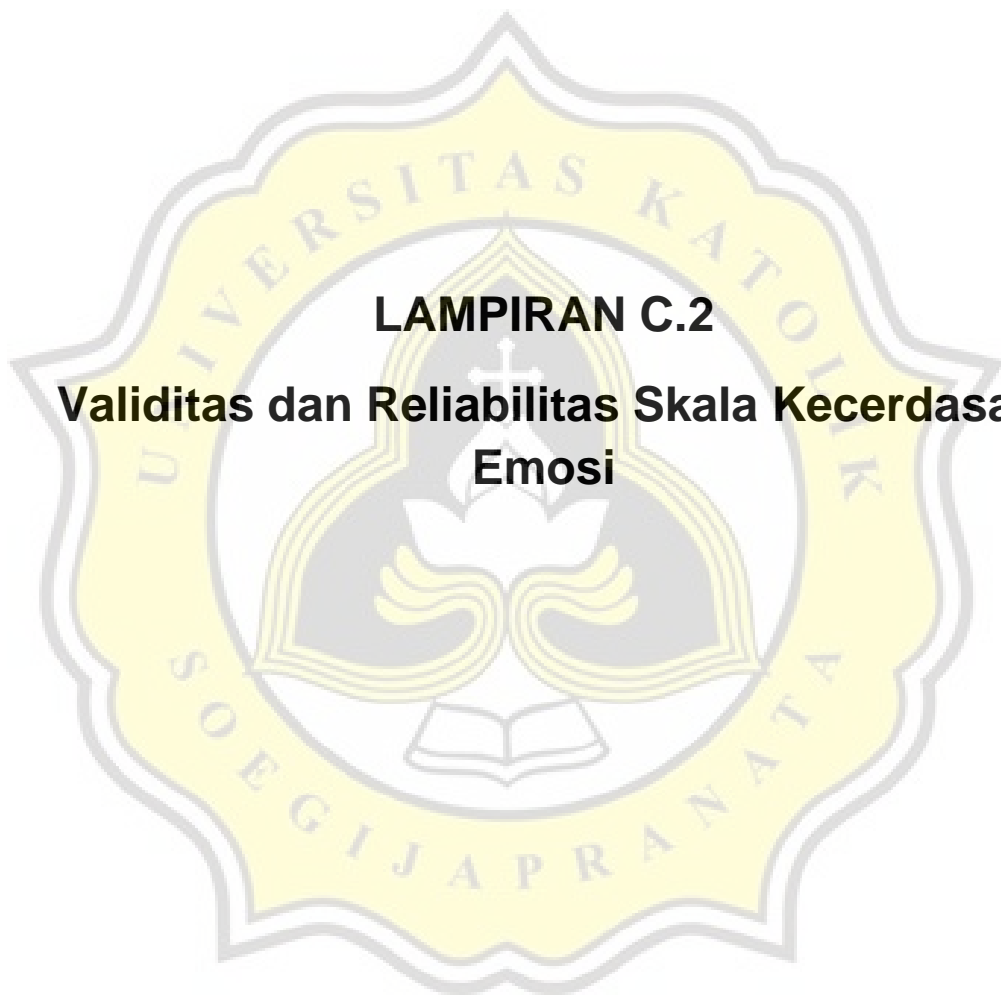 UNIVERSITAS KATOLIK
LAMPIRAN C.2
Validitas dan Reliabilitas Skala Kecerdasa
Emosi
SOEGIJAPRANATA